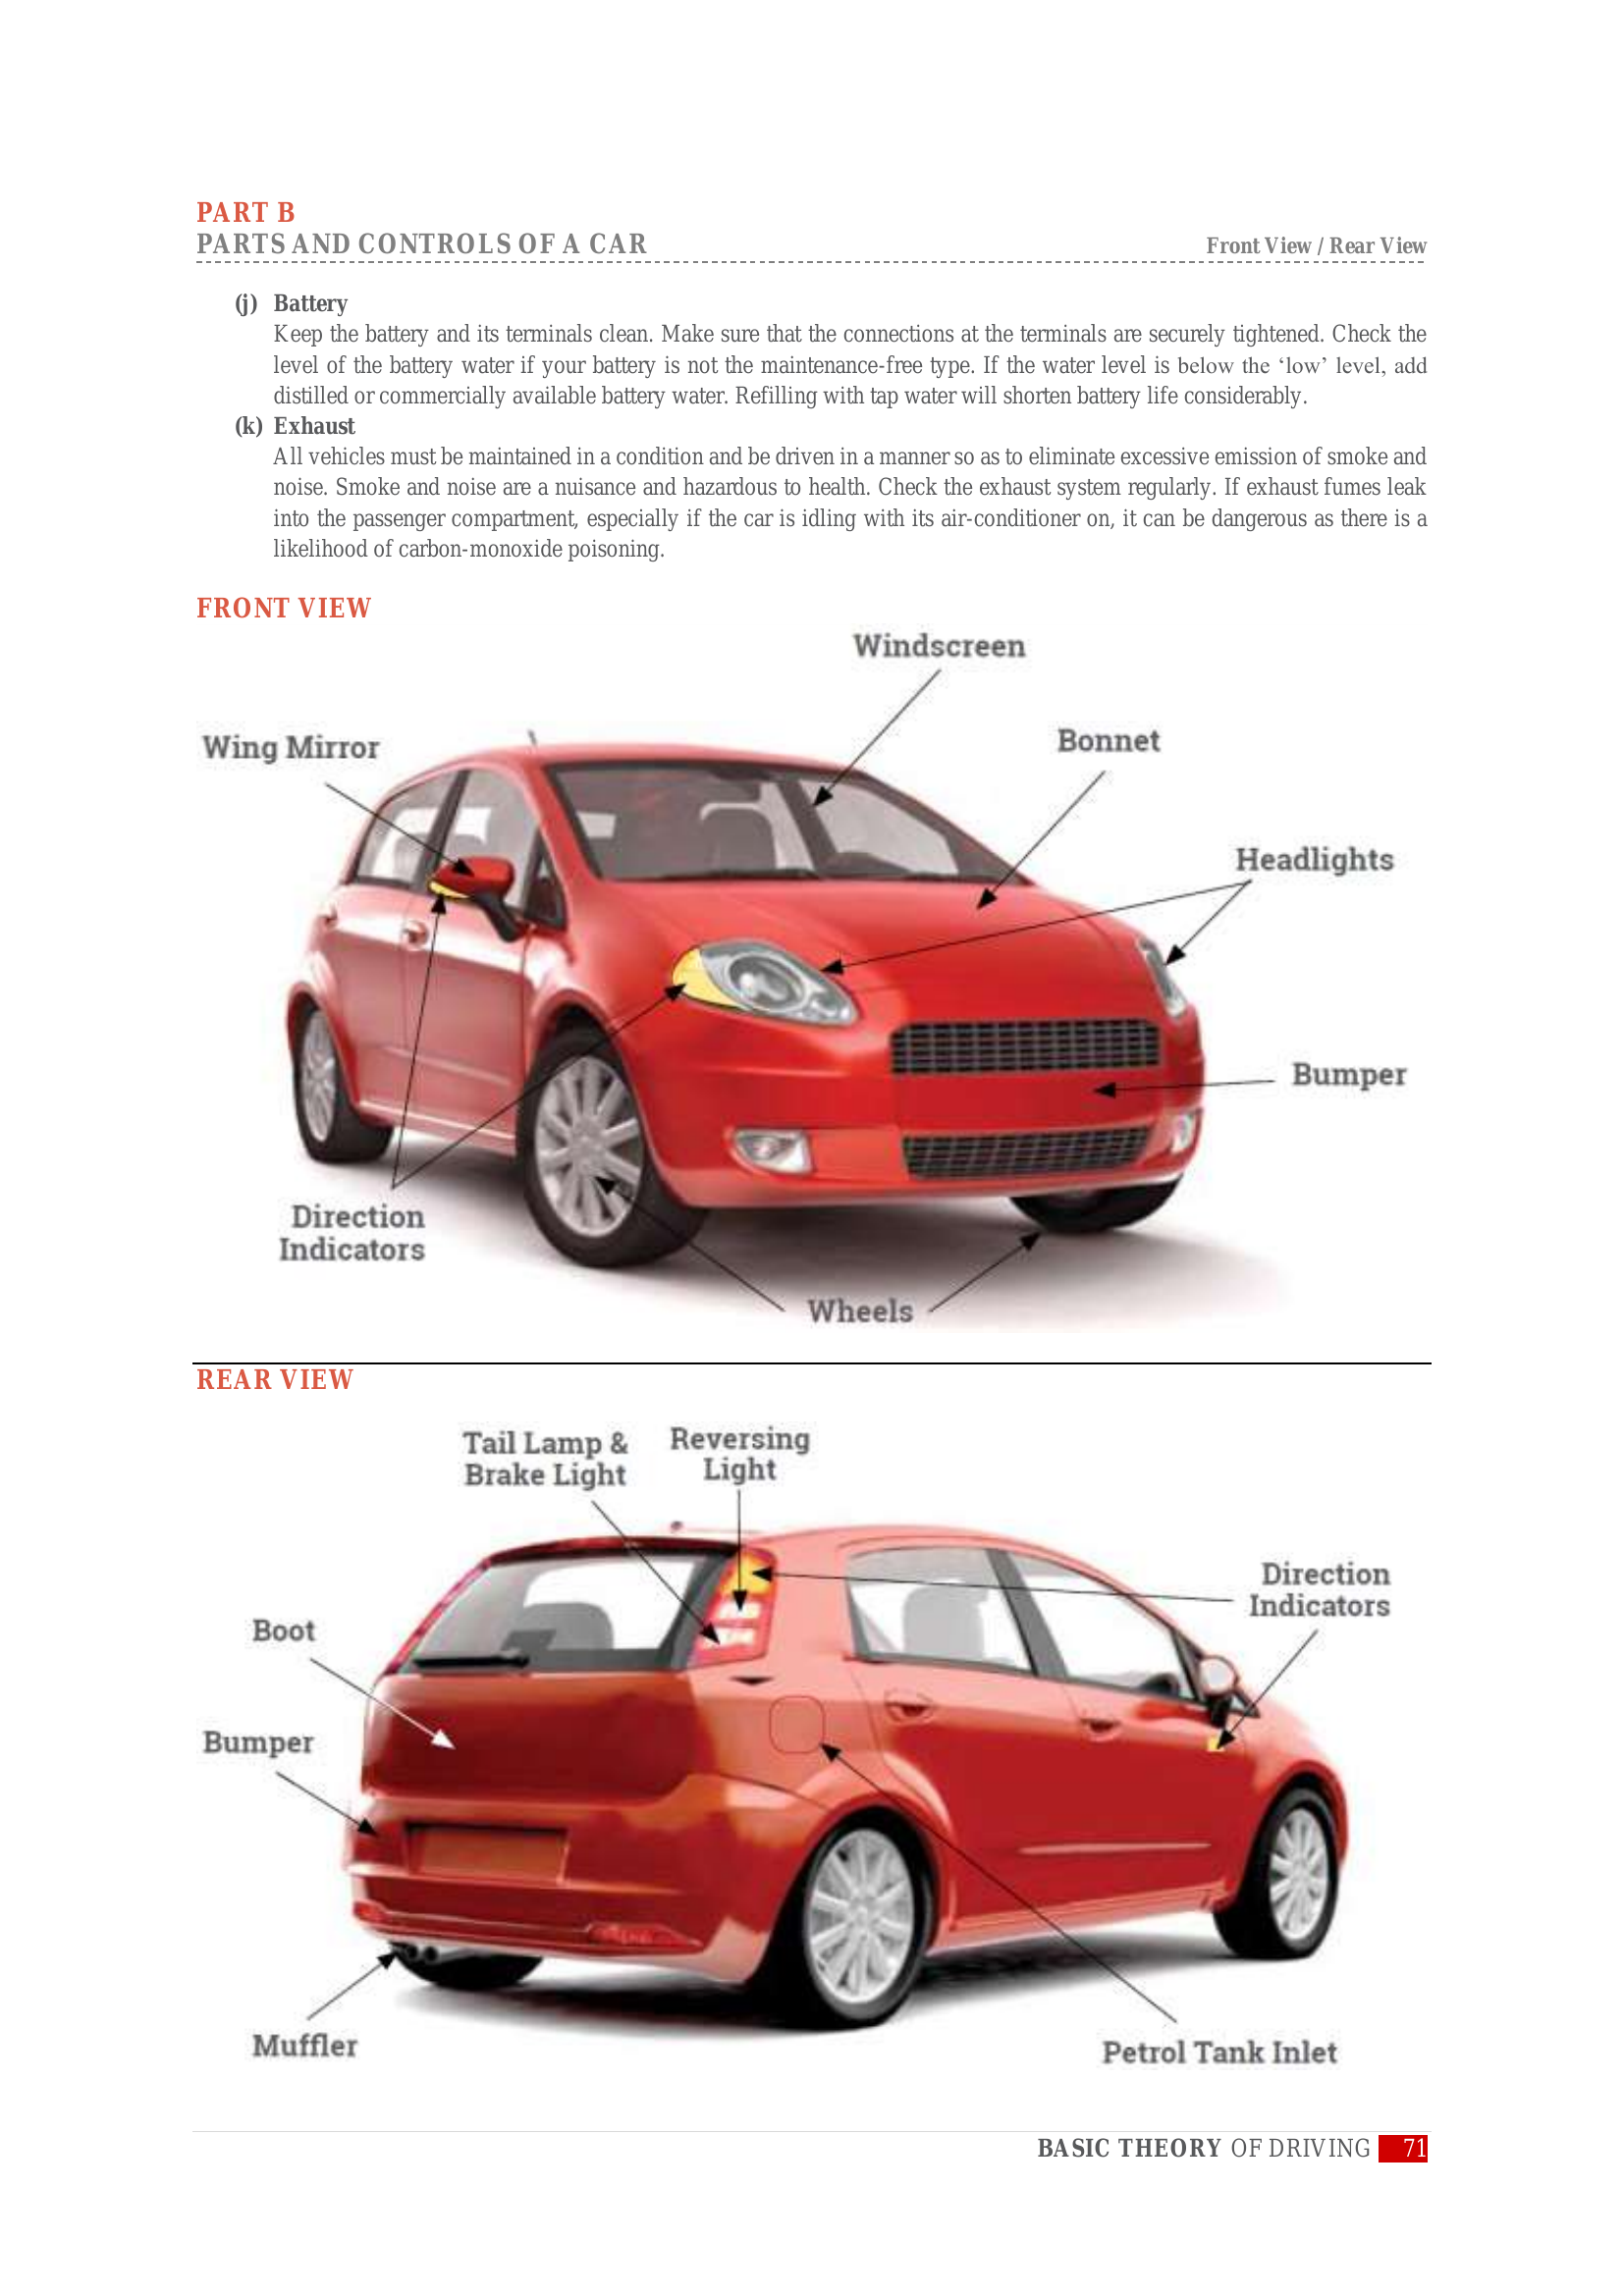 PART B
PARTS AND CONTROLS OF A CAR
Front View / Rear View
(j) Battery
Keep the battery and its terminals clean. Make sure that the connections at the terminals are securely tightened. Check the
level of the battery water if your battery is not the maintenance-free type. If the water level is below the ‘low’ level, add
distilled or commercially available battery water. Refilling with tap water will shorten battery life considerably.
(k) Exhaust
All vehicles must be maintained in a condition and be driven in a manner so as to eliminate excessive emission of smoke and
noise. Smoke and noise are a nuisance and hazardous to health. Check the exhaust system regularly. If exhaust fumes leak
into the passenger compartment, especially if the car is idling with its air-conditioner on, it can be dangerous as there is a
likelihood of carbon-monoxide poisoning.
FRONT VIEW
Windscreen
Wing Mirror
Bonnet
Headlights
Bumper
Direction
Indicators
Wheels
REAR VIEW
Tail Lamp &
Brake Light
Reversing
Light
Direction
Indicators
Boot
Bumper
Muffler
Petrol Tank Inlet
BASIC THEORY OF DRIVING 71